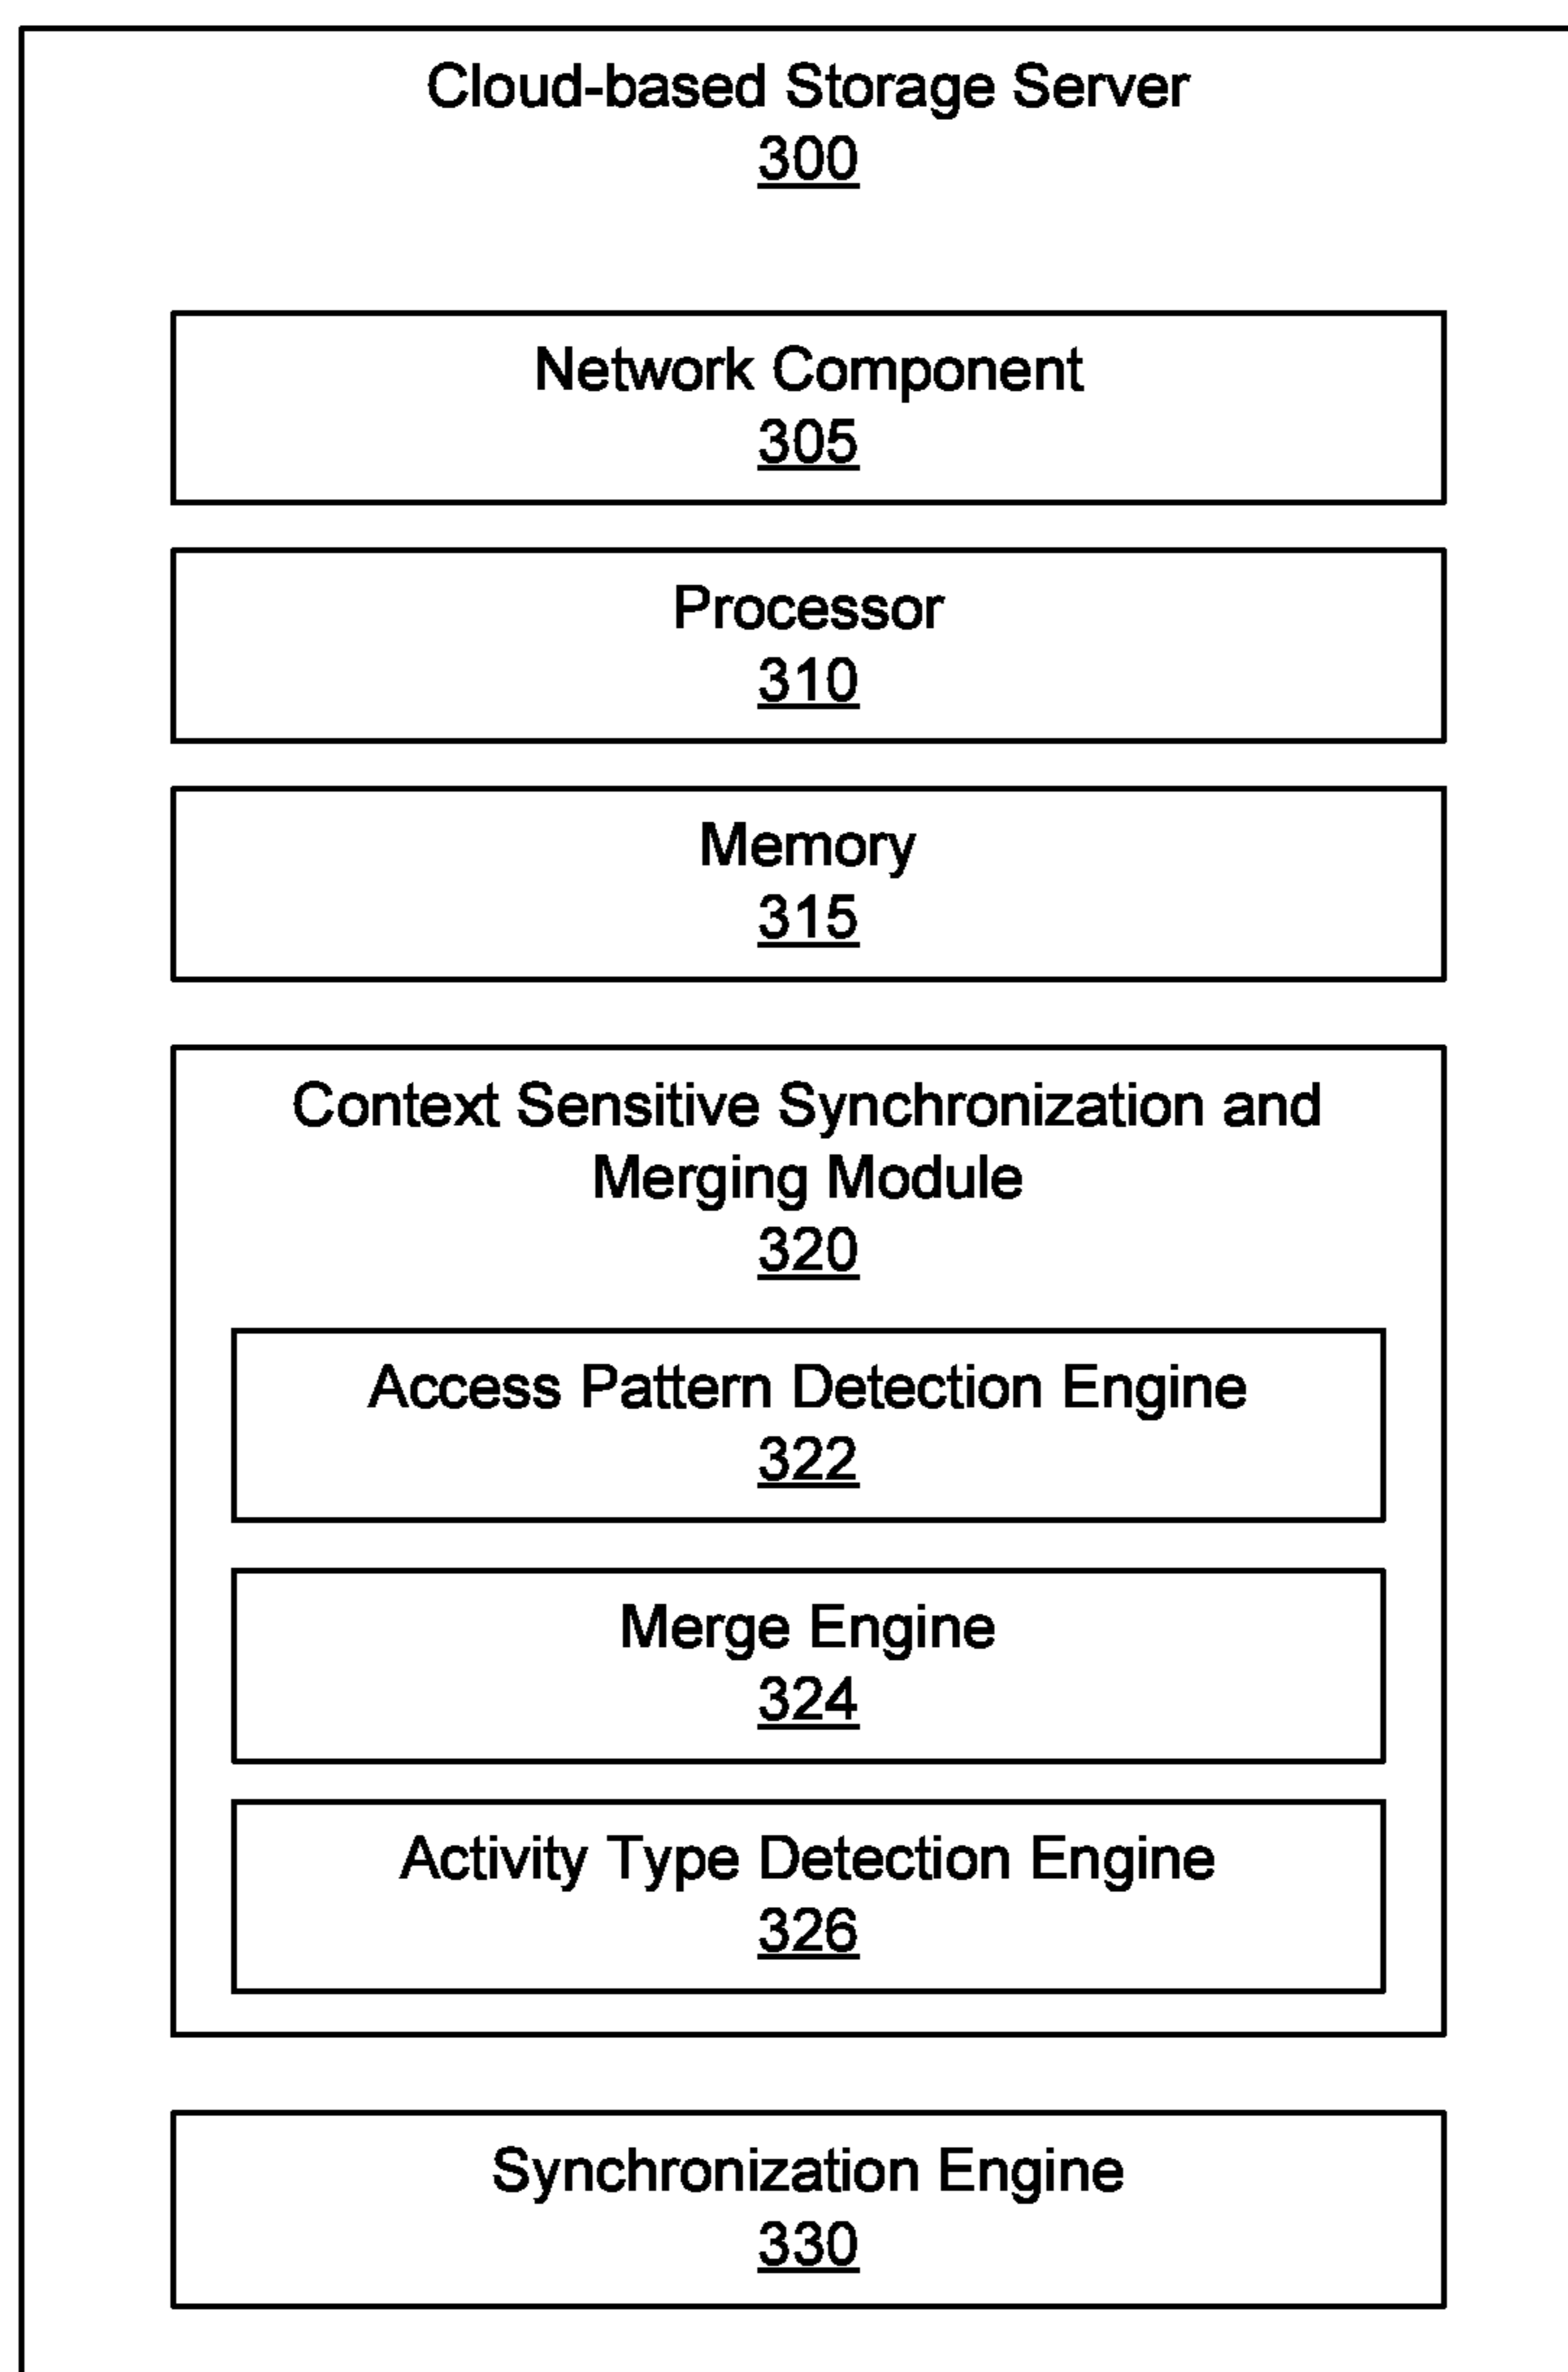 Cloud-based Storage Server
300
Network Component
305
Processor
310
Memory
315
Context Sensitive Synchronization and
Merging Module
320
Access Pattern Detection Engine
322
Merge Engine
324
Activity Type Detection Engine
326
Synchronization Engine
330